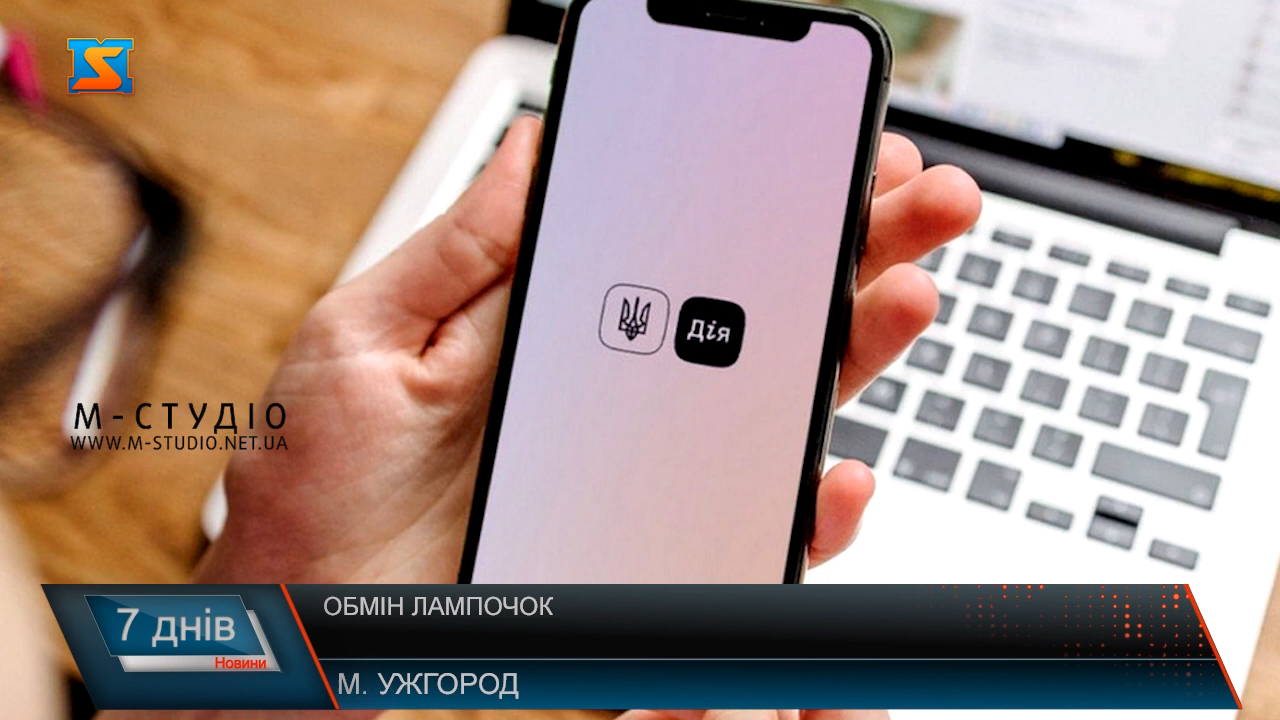 Дія
М-СТУДІО
WWW.M-STUDIO.NET.UA
7 днів
Новини
ОБМІН ЛАМПОЧОК
М. УЖГОРОД